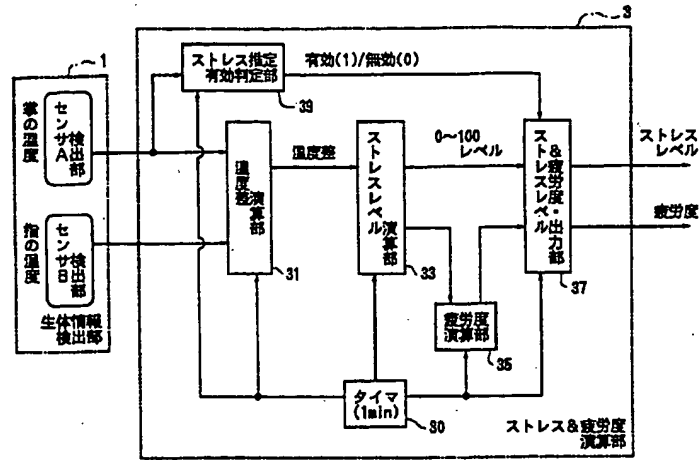 3
1
ストレス推定
有効判定部
39
有効(1)/無効(0)
掌の温度
センサA
検出部
温度差
演算部
31
温度差
ストレスレベル
演算部
33
0〜100
レベル
ストレスレベル
&疲労度・出力部
37
ストレス
レベル
疲労度
指の温度
センサB
検出部
生体情報
検出部
疲労度
演算部
35
タイマ
(1min)
30
ストレス&疲労度
演算部